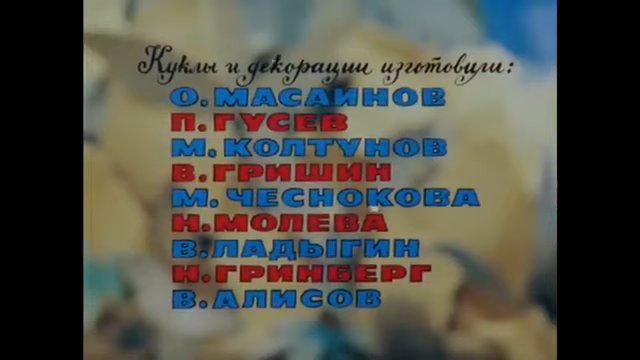 Куклы и декорации изготовили:
О. МАСАИНОВ
П. ГУСЕВ
М. КОЛТУНОВ
В. ГРИШИН
М. ЧЕСНОКОВА
Н. МОЛЕВА
В. ЛАДЫГИН
Н. ГРИНБЕРГ
В. АЛИСОВ